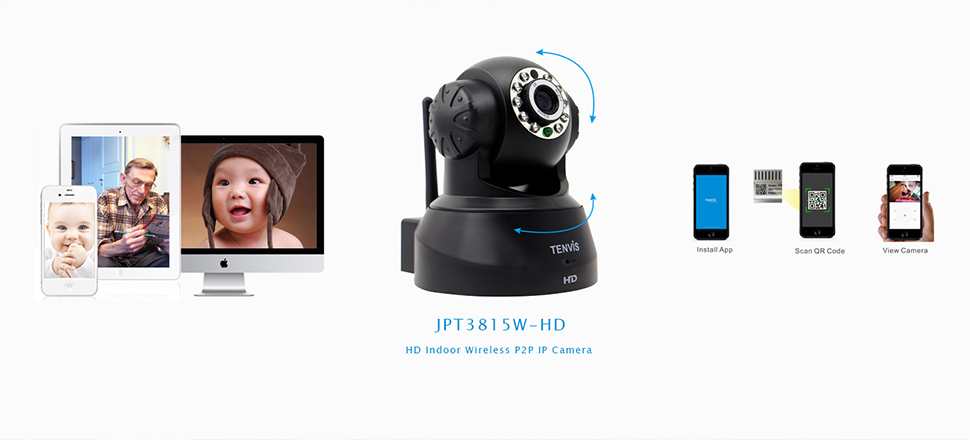 TENVIS
HD
JPT3815W-HD
HD Indoor Wireless P2P IP Camera
Install App
Scan QR Code
View Camera